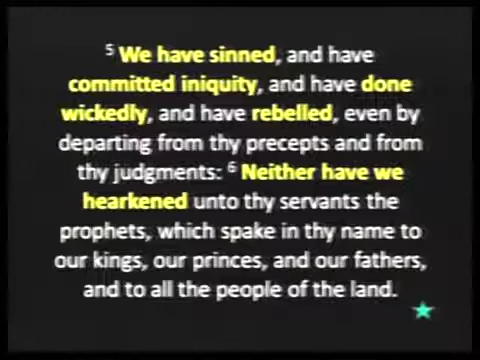 5 We have sinned, and have
committed iniquity, and have done
wickedly, and have rebelled, even by
departing from thy precepts and from
thy judgments: 6 Neither have we
hearkened unto thy servants the
prophets, which spake in thy name to
our kings, our princes, and our fathers,
and to all the people of the land.